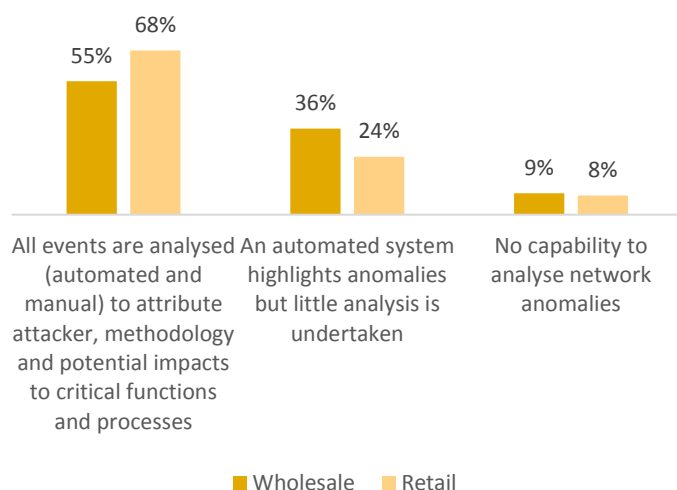 55%
68%
36%
24%
9%
8%
All events are analysed
(automated and
manual) to attribute
attacker, methodology
and potential impacts
to critical functions
and processes
An automated system
highlights anomalies
but little analysis is
undertaken
No capability to
analyse network
anomalies
Wholesale
Retail